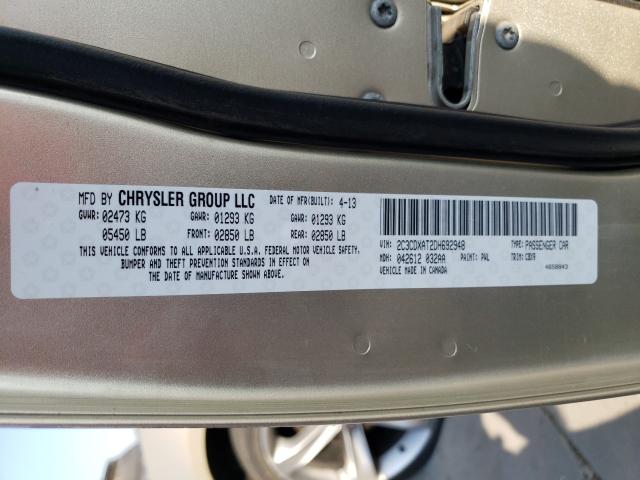 MFD BY CHRYSLER GROUP LLC DATE OF MFR(BUILT): 4-13
GVWR: 02473 KG GAWR: 01293 KG GAWR: 01293 KG
05450 LB FRONT: 02850 LB REAR: 02850 LB
THIS VEHICLE CONFORMS TO ALL APPLICABLE U.S.A. FEDERAL MOTOR VEHICLE SAFETY,
BUMPER AND THEFT PREVENTION STANDARDS IN EFFECT ON
THE DATE OF MANUFACTURE SHOWN ABOVE.
VIN: 2C3CDXAT2DH692948 TYPE: PASSENGER CAR
MDH: 042612 032AA PAINT: PAL TRIM: CBX9
VEHICLE MADE IN CANADA 4658843